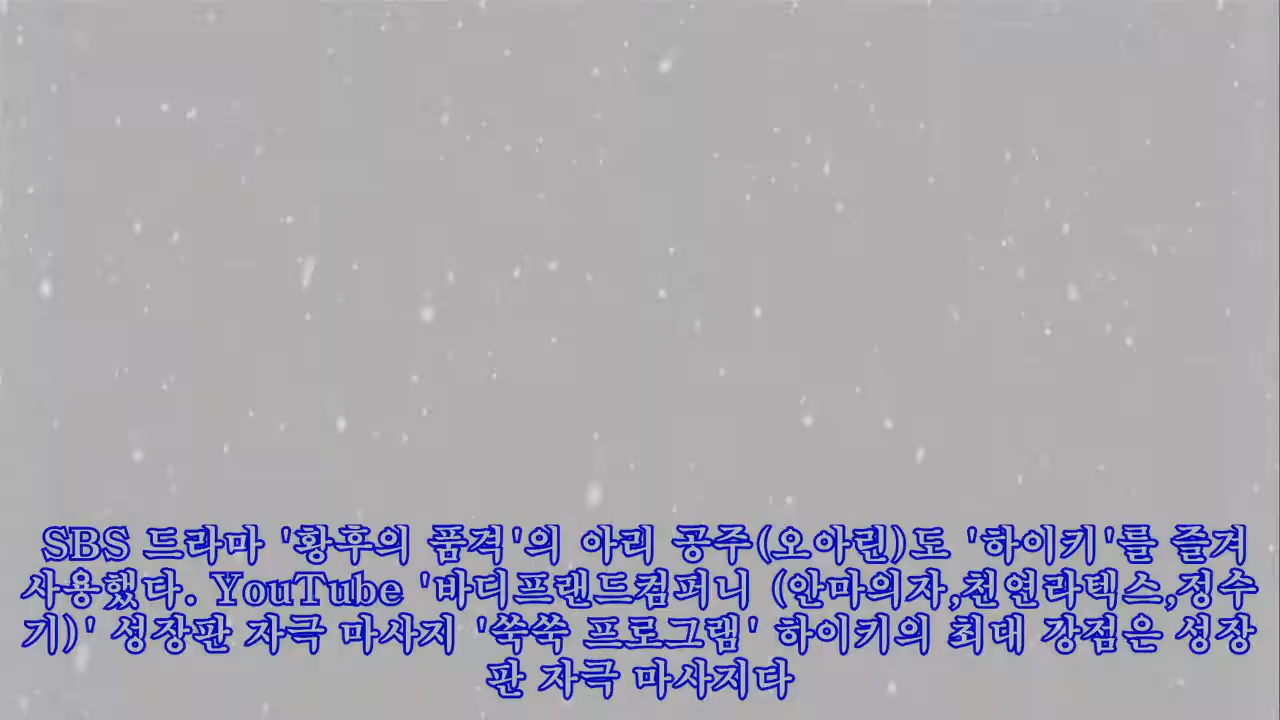 SBS 드라마 '황후의 품격'의 아리 공주(오아린)도 '하이키'를 즐겨
사용했다. YouTube '바디프랜드컴퍼니 (안마의자,천연라텍스,정수
기)' 성장판 자극 마사지 '쑥쑥 프로그램' 하이키의 최대 강점은 성장
판 자극 마사지다